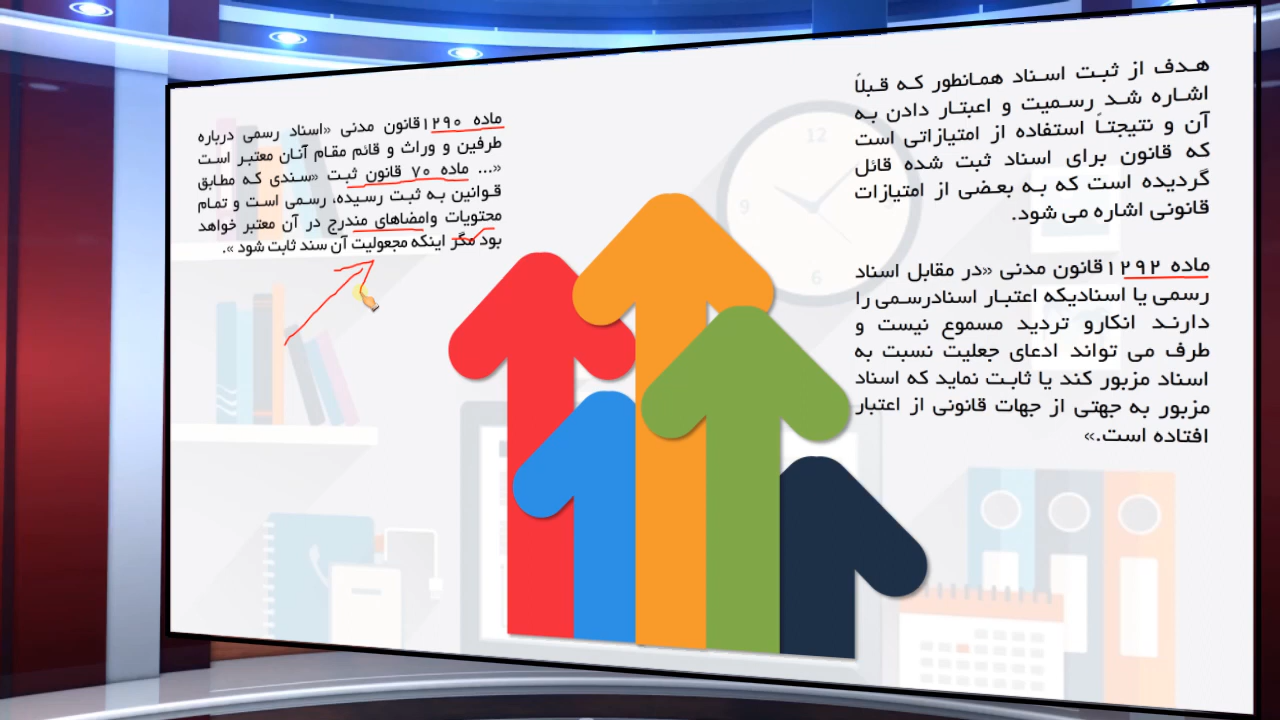 هدف از ثبت اسناد همانطور که قبلاً
اشاره شد رسمیت و اعبتار دادن به
آن و نتیجتاً استفاده از امتیازاتی است
که قانون برای اسناد ثبت شده قائل
گردیده است که به بعضی از امتیازات
قانونی اشاره می شود.
ماده ۱۲۹۲قانون مدنی «در مقابل اسناد
رسمی یا اسنادیکه اعتبار اسنادرسمی را
دارند انکارو تردید مسموع نیست و
طرف می تواند ادعای جعلیت نسبت به
اسناد مزبور کند یا ثابت نماید که اسناد
مزبور به جهتی از جهات قانونی از اعتبار
افتاده است.»
ماده ۱۲۹۰قانون مدنی «اسناد رسمی درباره
طرفین و وراث و قائم مقام آنان معتبر است
...» ماده ۷۰ قانون ثبت «سندی که مطابق
قوانین به ثبت رسیده، رسمی است و تمام
محتویات وامضاهای مندرج در آن معتبر خواهد
بود مگر اینکه مجعولیت آن سند ثابت شود ».
12
9
6